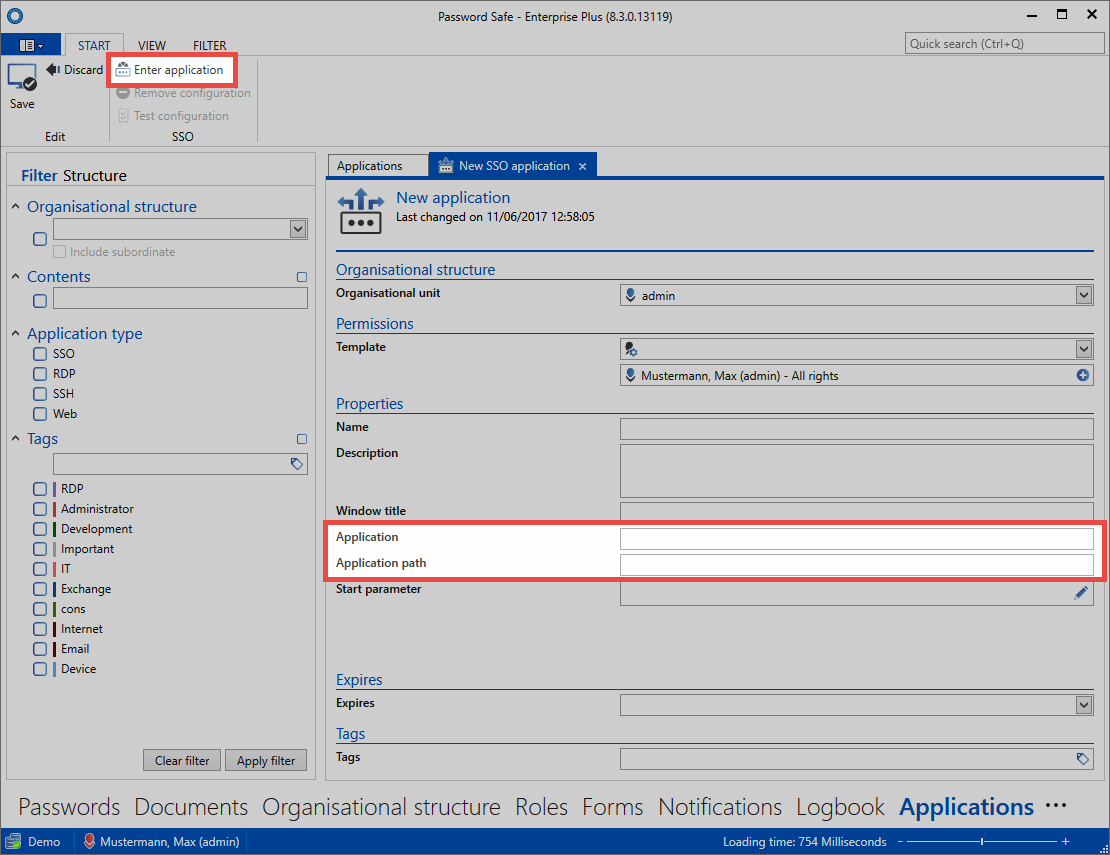 Password Safe - Enterprise Plus (8.3.0.13119)
START VIEW FILTER
Quick search (Ctrl+Q)
Save
Discard
Edit
Enter application
Remove configuration
Test configuration
SSO
Filter Structure
Organisational structure
Include subordinate
Contents
Application type
SSO
RDP
SSH
Web
Tags
RDP
Administrator
Development
Important
IT
Exchange
cons
Internet
Email
Device
Clear filter Apply filter
Applications New SSO application
New application
Last changed on 11/06/2017 12:58:05
Organisational structure
Organisational unit admin
Permissions
Template
Mustermann, Max (admin) - All rights
Properties
Name
Description
Window title
Application
Application path
Start parameter
Expires
Expires
Tags
Tags
Passwords Documents Organisational structure Roles Forms Notifications Logbook Applications ...
Demo Mustermann, Max (admin) Loading time: 754 Milliseconds - +